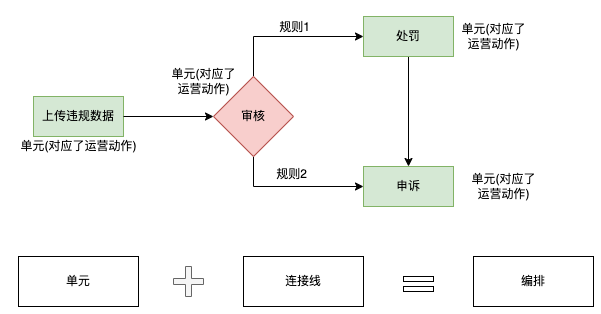 规则1
处罚
单元(对应了
运营动作)
单元(对应了
运营动作)
上传违规数据
审核
单元(对应了运营动作)
规则2
申诉
单元(对应了
运营动作)
单元
连接线
编排